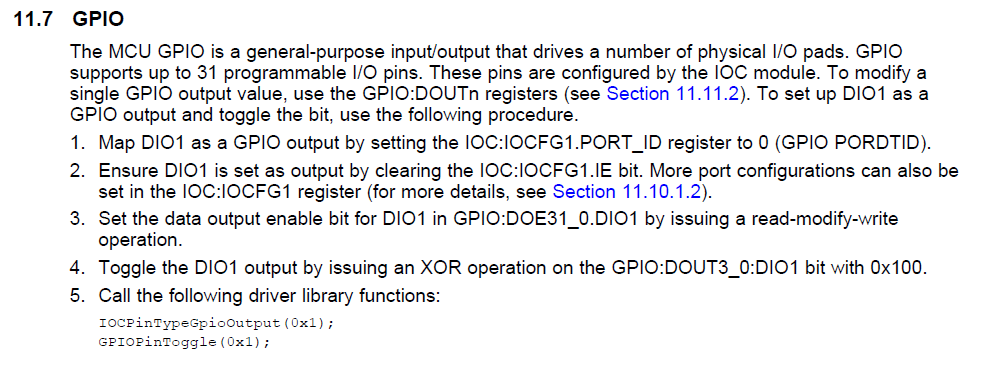 11.7 GPIO
The MCU GPIO is a general-purpose input/output that drives a number of physical I/O pads. GPIO
supports up to 31 programmable I/O pins. These pins are configured by the IOC module. To modify a
single GPIO output value, use the GPIO:DOUTn registers (see Section 11.11.2). To set up DIO1 as a
GPIO output and toggle the bit, use the following procedure.
1. Map DIO1 as a GPIO output by setting the IOC:IOCFG1.PORT_ID register to 0 (GPIO PORDTID).
2. Ensure DIO1 is set as output by clearing the IOC:IOCFG1.IE bit. More port configurations can also be
set in the IOC:IOCFG1 register (for more details, see Section 11.10.1.2).
3. Set the data output enable bit for DIO1 in GPIO:DOE31_0.DIO1 by issuing a read-modify-write
operation.
4. Toggle the DIO1 output by issuing an XOR operation on the GPIO:DOUT3_0:DIO1 bit with 0x100.
5. Call the following driver library functions:
IOCPinTypeGpioOutput(0x1);
GPIOPinToggle(0x1);